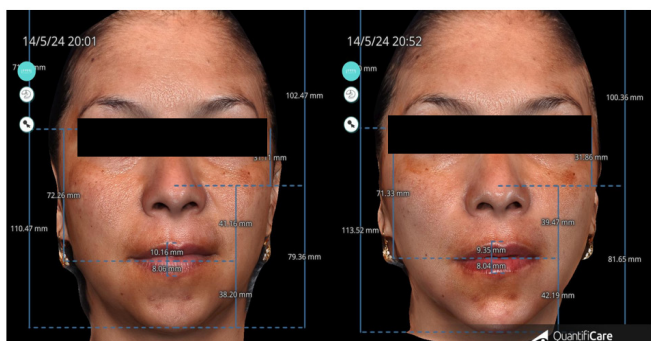 14/5/24 20:01
102.47 mm
72.26 mm
41.16 mm
110.47 mm
10.16 mm
8.06 mm
79.36 mm
38.20 mm
14/5/24 20:52
100.36 mm
31.86 mm
71.33 mm
39.47 mm
113.52 mm
9.35 mm
8.04 mm
81.65 mm
42.19 mm
QuantifiCare